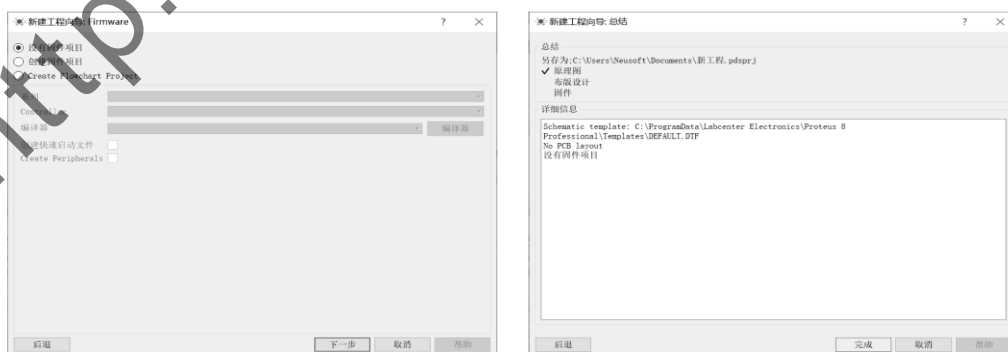 新建工程向导: Firmware
? ×
没有固件项目
创建固件项目
Create Flowchart Project
系列
Controller
编译器
编译器
创建快速启动文件
Create Peripherals
后退
下一步
取消
帮助
新建工程向导: 总结
? ×
总结
另存为:C:\Users\Neusoft\Documents\新工程.pdsprj
✓ 原理图
布版设计
固件
详细信息
Schematic template: C:\ProgramData\Labcenter Electronics\Proteus 8
Professional\Templates\DEFAULT.DTF
No PCB layout
没有固件项目
后退
完成
取消
帮助
ttp: